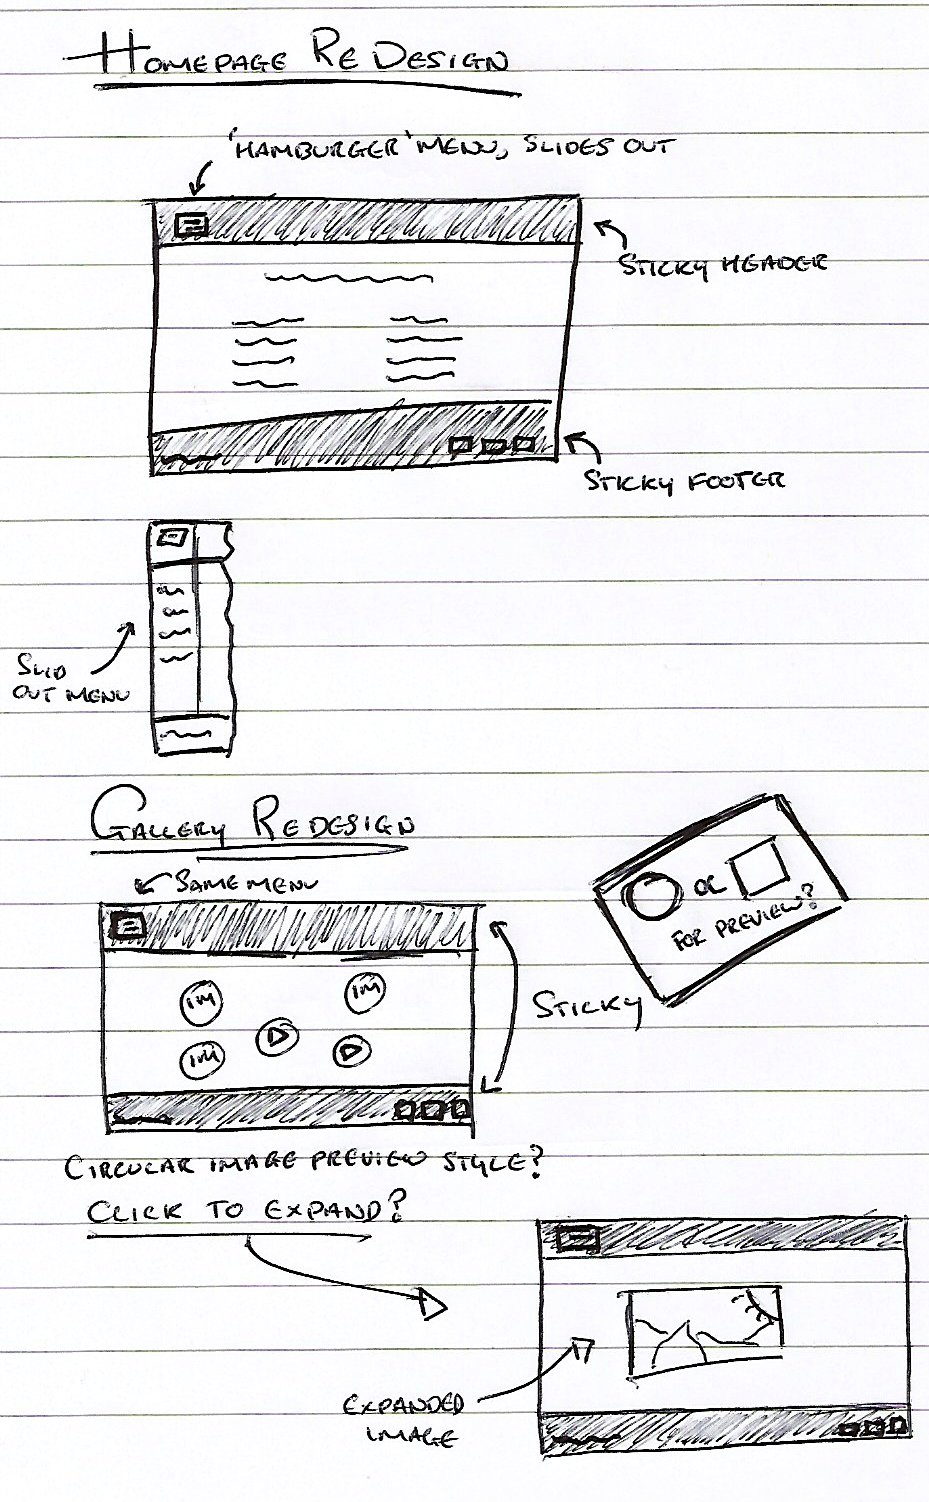 HOMEPAGE REDESIGN
'HAMBURGER' MENU, SLIDES OUT
STICKY HEADER
STICKY FOOTER
SLID
OUT MENU
GALLERY REDESIGN
SAME MENU
OR
FOR PREVIEW?
IM
IM
IM
STICKY
CIRCULAR IMAGE PREVIEW STYLE?
CLICK TO EXPAND?
EXPANDED
IMAGE